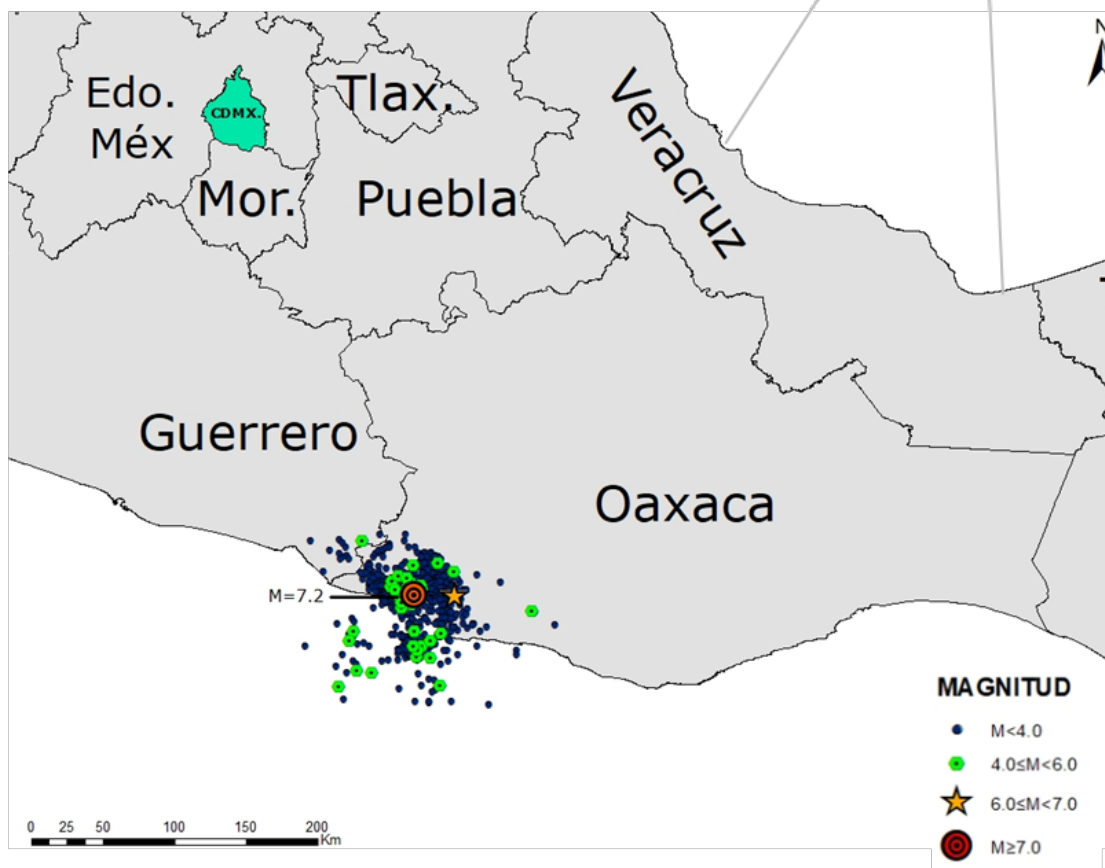 N
Edo.
Méx
CDMX.
Tlax.
Mor.
Puebla
Veracruz
Guerrero
Oaxaca
M=7.2
MAGNITUD
M<4.0
4.0≤M<6.0
6.0≤M<7.0
M≥7.0
0 25 50 100 150 200
Km